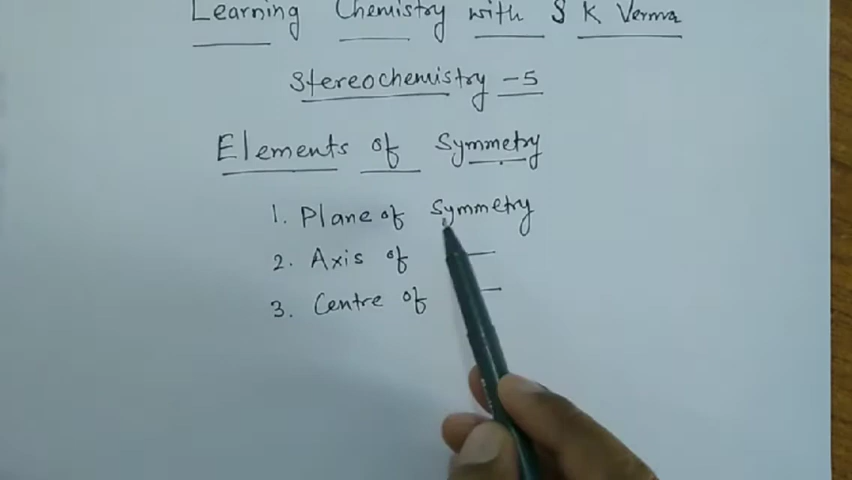 Learning Chemistry with S K Verma
Stereochemistry -5
Elements of Symmetry
1. Plane of Symmetry
2. Axis of —
3. Centre of —